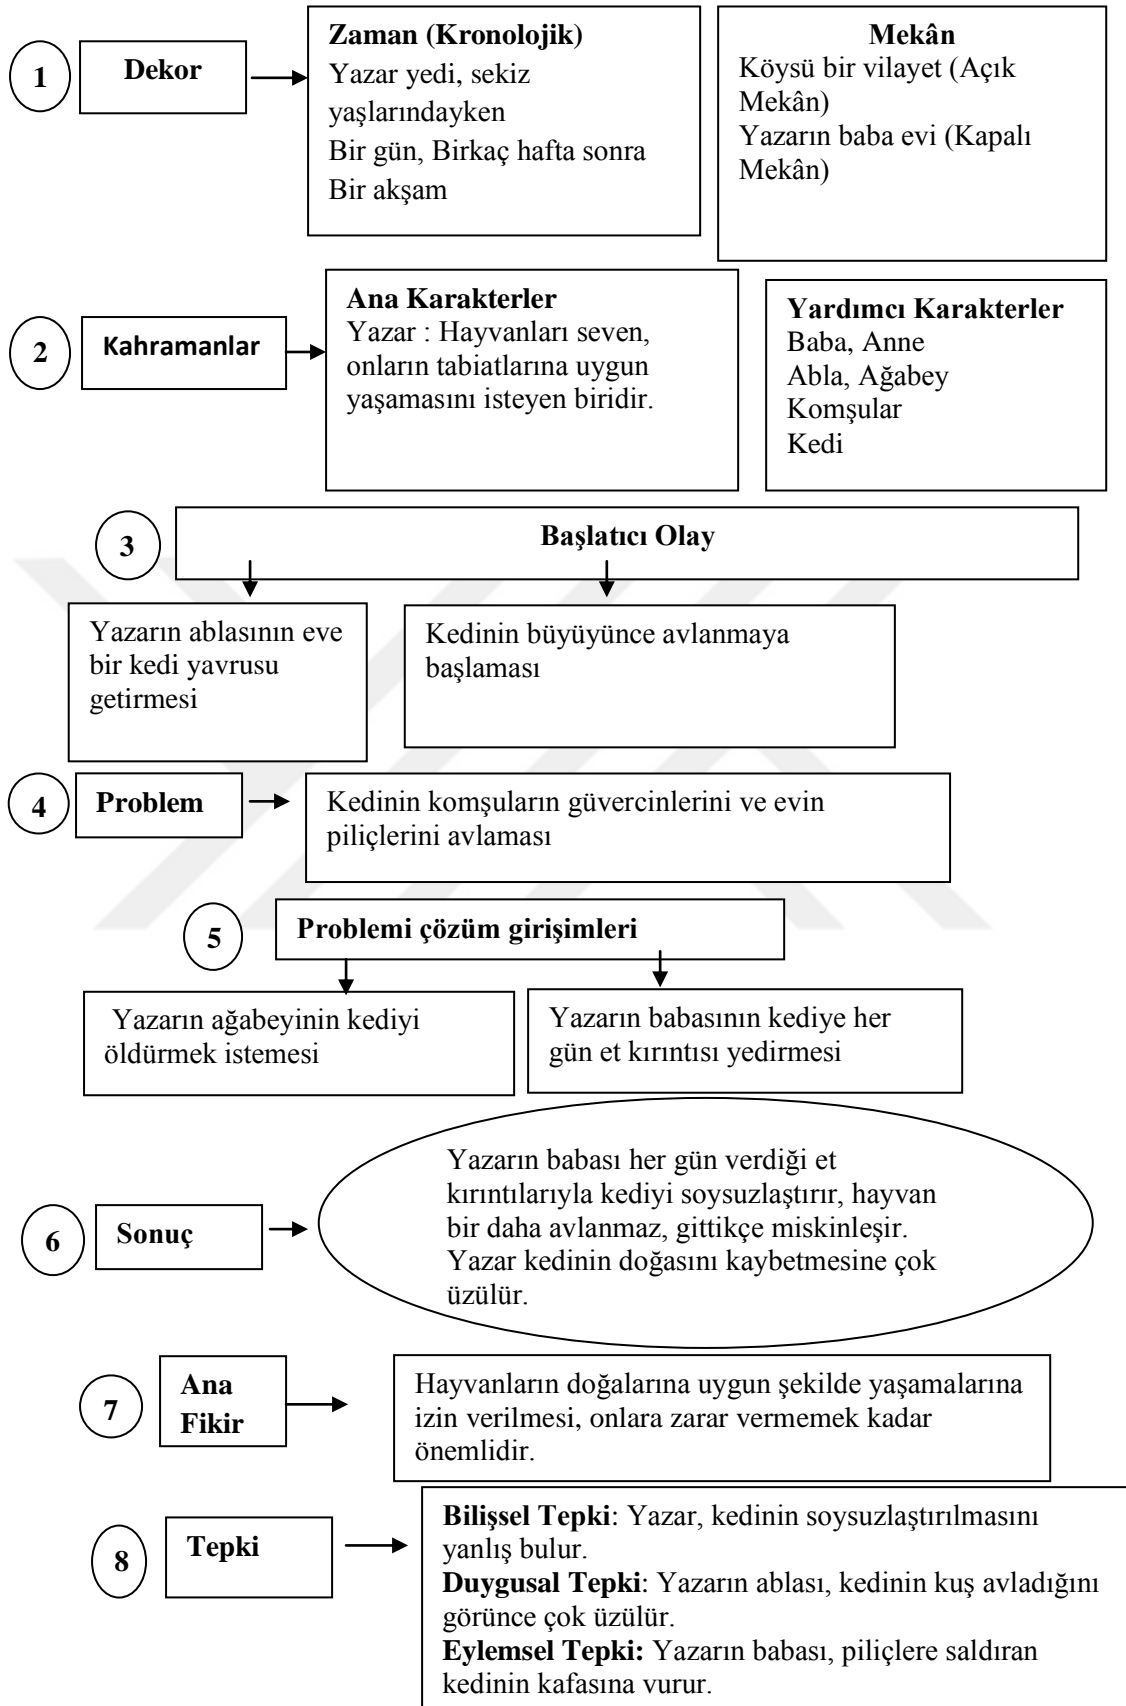 1
Dekor
Zaman (Kronolojik)
Yazar yedi, sekiz
yaşlarındayken
Bir gün, Birkaç hafta sonra
Bir akşam
Mekân
Köysü bir vilayet (Açık
Mekân)
Yazarın baba evi (Kapalı
Mekân)
2
Kahramanlar
Ana Karakterler
Yazar : Hayvanları seven,
onların tabiatlarına uygun
yaşamasını isteyen biridir.
Yardımcı Karakterler
Baba, Anne
Abla, Ağabey
Komşular
Kedi
3
Başlatıcı Olay
Yazarın ablasının eve
bir kedi yavrusu
getirmesi
Kedinin büyüyünce avlanmaya
başlaması
4
Problem
Kedinin komşuların güvercinlerini ve evin
piliçlerini avlaması
5
Problemi çözüm girişimleri
Yazarın ağabeyinin kediyi
öldürmek istemesi
Yazarın babasının kediye her
gün et kırıntısı yedirmesi
6
Sonuç
Yazarın babası her gün verdiği et
kırıntılarıyla kediyi soysuzlaştırır, hayvan
bir daha avlanmaz, gittikçe miskinleşir.
Yazar kedinin doğasını kaybetmesine çok
üzülür.
7
Ana
Fikir
Hayvanların doğalarına uygun şekilde yaşamalarına
izin verilmesi, onlara zarar vermemek kadar
önemlidir.
8
Tepki
Bilişsel Tepki: Yazar, kedinin soysuzlaştırılmasını
yanlış bulur.
Duygusal Tepki: Yazarın ablası, kedinin kuş avladığını
görünce çok üzülür.
Eylemsel Tepki: Yazarın babası, piliçlere saldıran
kedinin kafasına vurur.